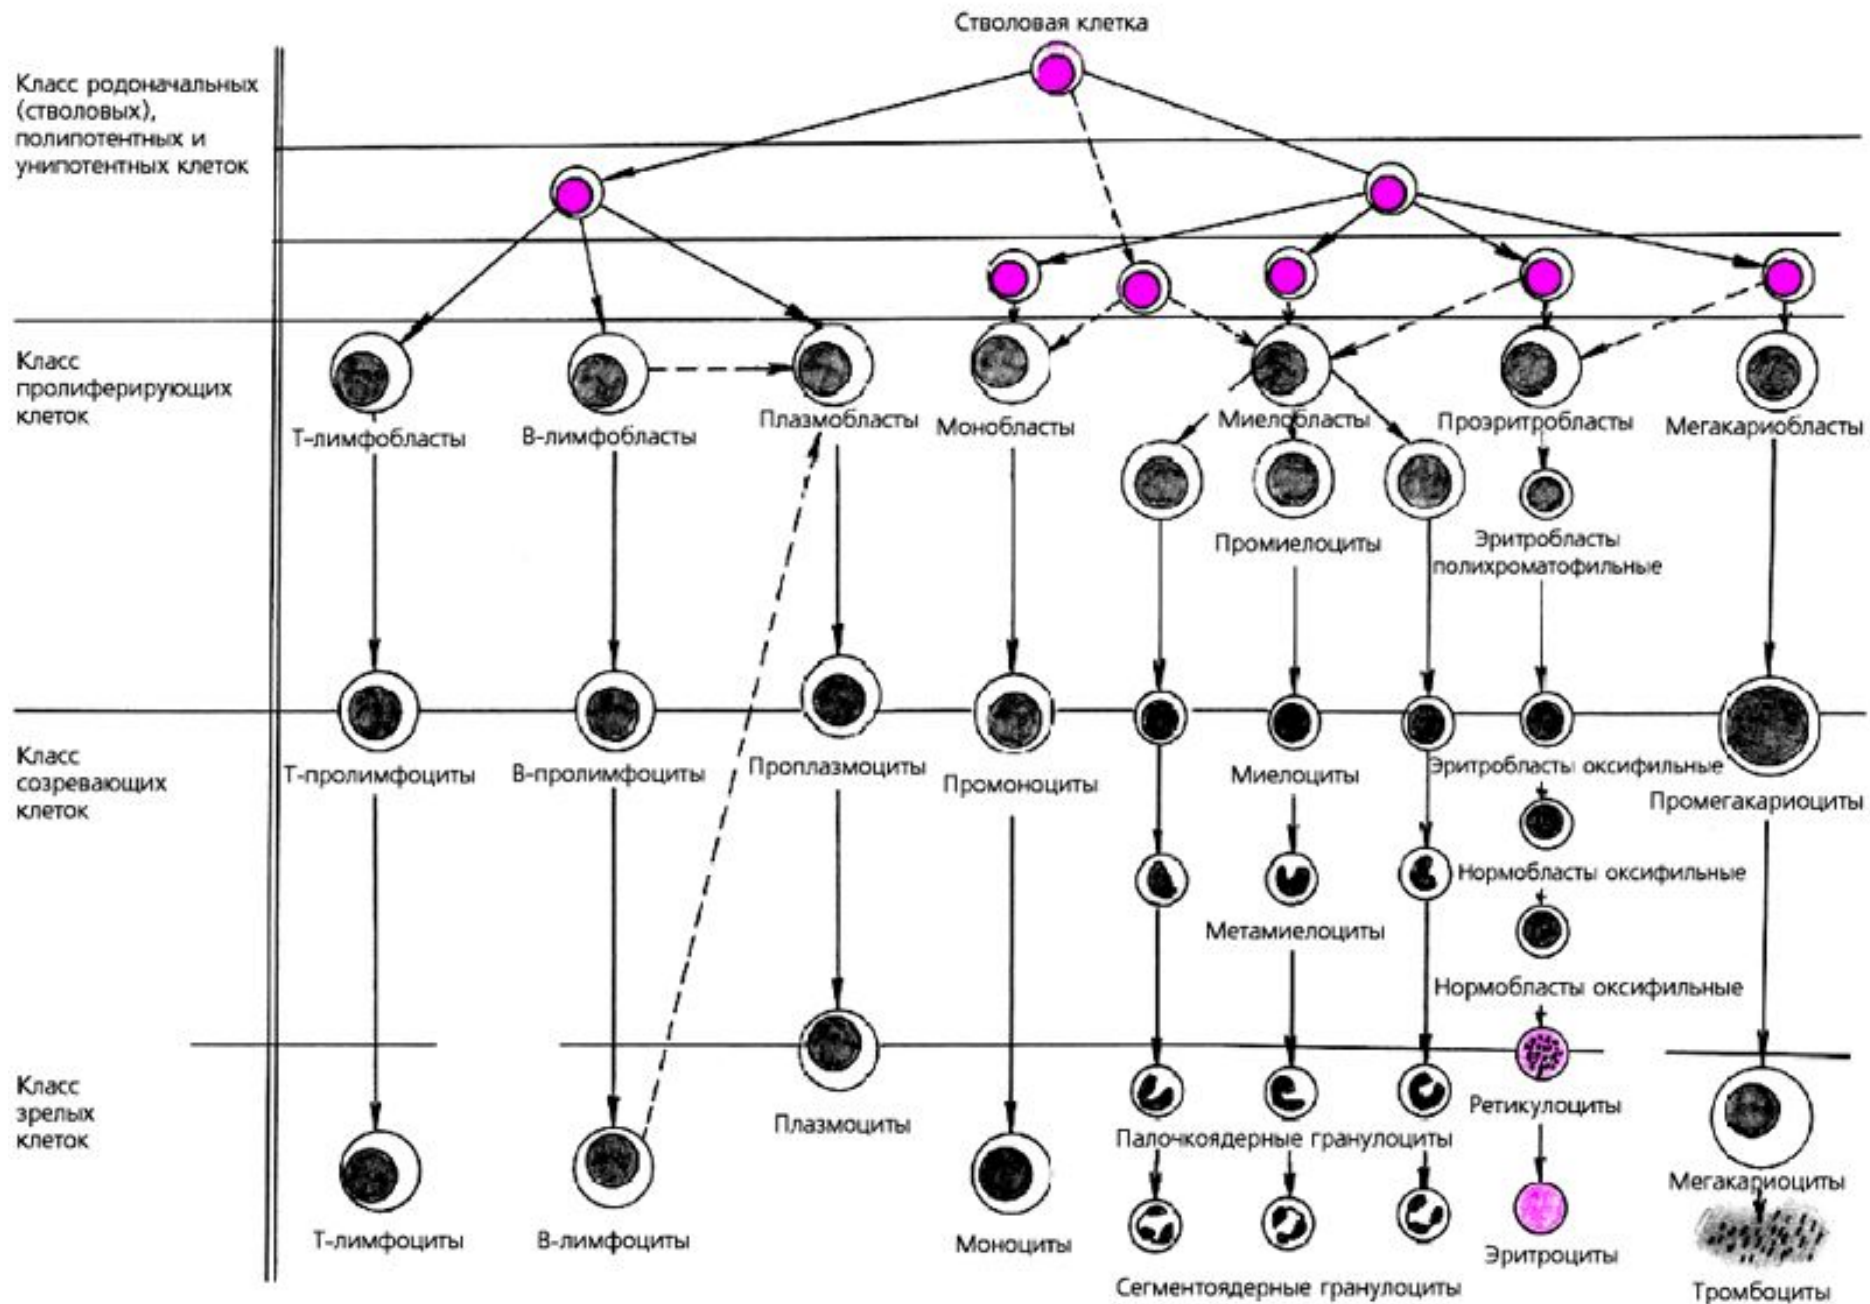 Стволовая клетка
Класс родоначальных
(стволовых),
полипотентных и
унипотентных клеток
Класс
пролиферирующих
клеток
Т-лимфобласты
В-лимфобласты
Плазмобласты
Монобласты
Миелобласты
Проэритробласты
Мегакариобласты
Промиелоциты
Эритробласты
полихроматофильные
Класс
созревающих
клеток
Т-пролимфоциты
В-пролимфоциты
Проплазмоциты
Промоноциты
Миелоциты
Эритробласты оксифильные
Промегакариоциты
Нормобласты оксифильные
Метамиелоциты
Нормобласты оксифильные
Класс
зрелых
клеток
Плазмоциты
Палочкоядерные гранулоциты
Ретикулоциты
Мегакариоциты
Т-лимфоциты
В-лимфоциты
Моноциты
Сегментоядерные гранулоциты
Эритроциты
Тромбоциты